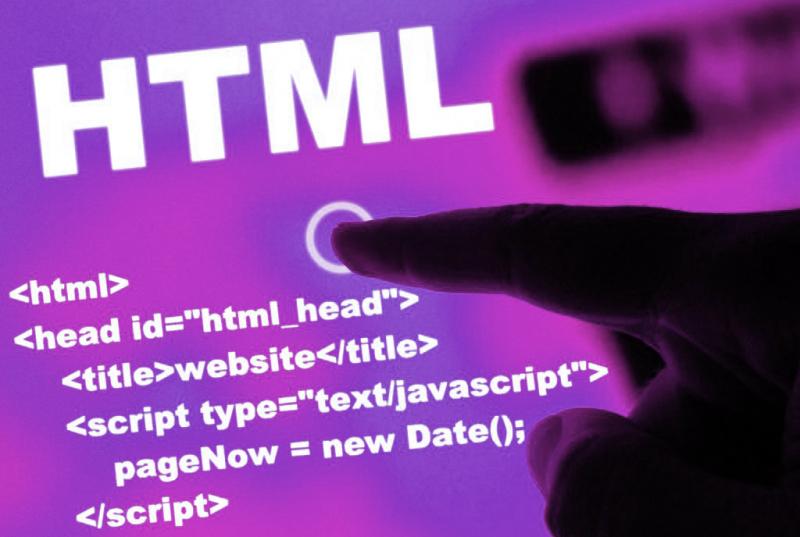 HTML
<html>
<head id="html_head">
<title>website</title>
<script type="text/javascript">
pageNow = new Date();
</script>